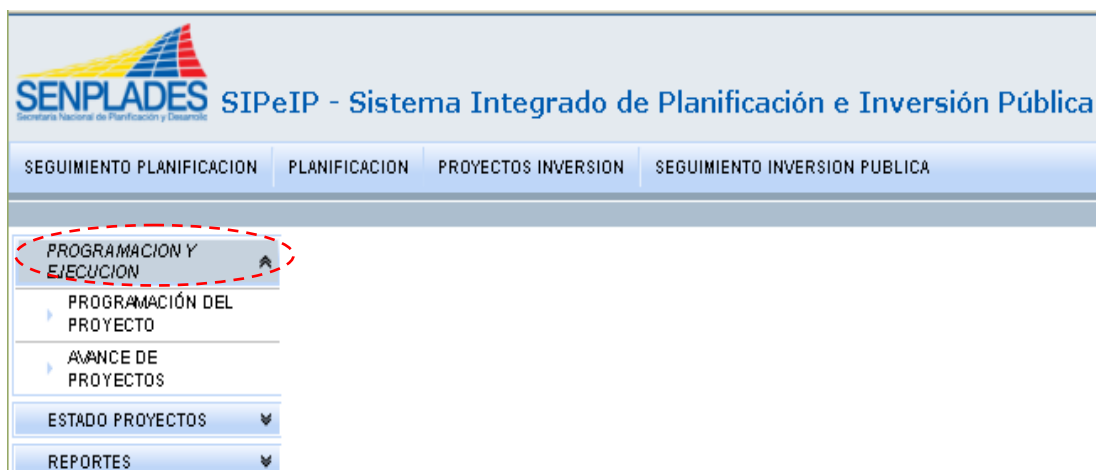 SENPLADES
Secretaría Nacional de Planificación y Desarrollo
SIPeIP - Sistema Integrado de Planificación e Inversión Pública
SEGUIMIENTO PLANIFICACION PLANIFICACION PROYECTOS INVERSION SEGUIMIENTO INVERSION PUBLICA
PROGRAMACION Y
EJECUCION
PROGRAMACIÓN DEL
PROYECTO
AVANCE DE
PROYECTOS
ESTADO PROYECTOS
REPORTES